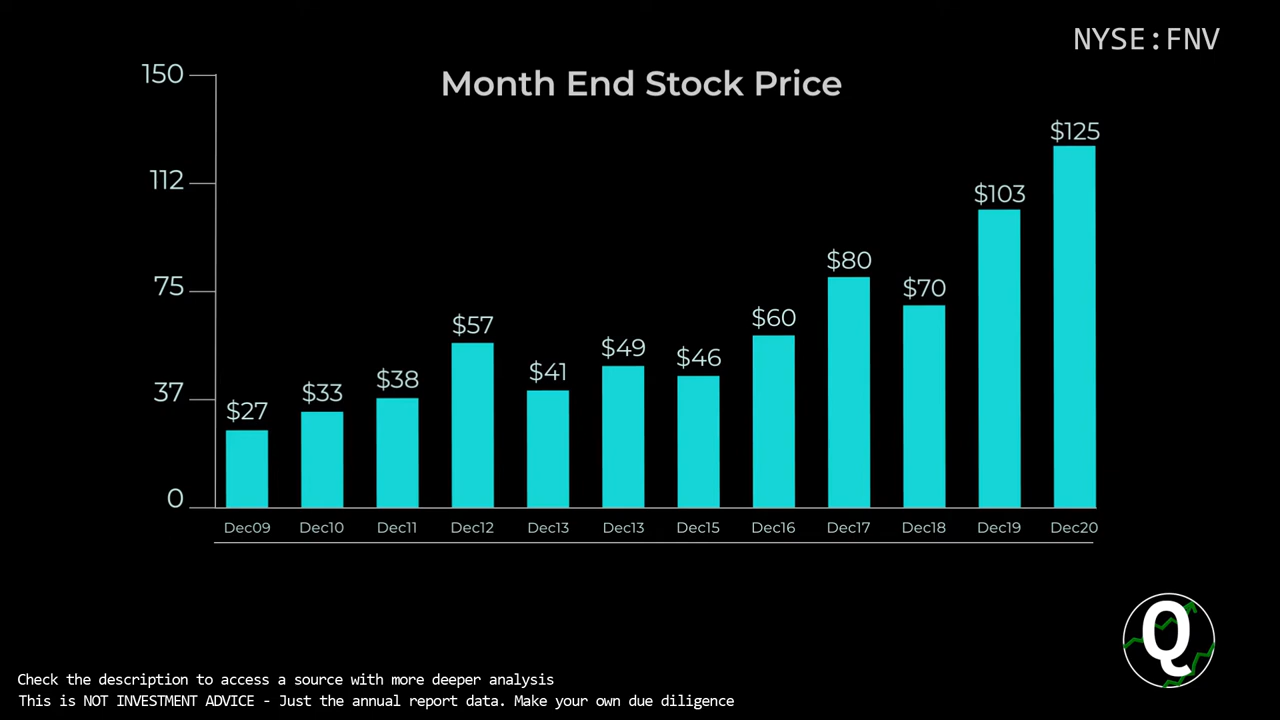 NYSE:FNV
Month End Stock Price
150
112
75
37
0
$27
$33
$38
$57
$41
$49
$46
$60
$80
$70
$103
$125
Dec09 Dec10 Dec11 Dec12 Dec13 Dec13 Dec15 Dec16 Dec17 Dec18 Dec19 Dec20
Q
Check the description to access a source with more deeper analysis
This is NOT INVESTMENT ADVICE - Just the annual report data. Make your own due diligence